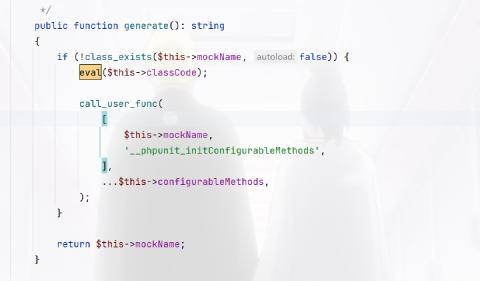 */
public function generate(): string
{
if (!class_exists($this->mockName, autoload: false)) {
eval($this->classCode);
call_user_func(
[
$this->mockName,
'__phpunit_initConfigurableMethods',
],
...$this->configurableMethods,
);
}
return $this->mockName;
}